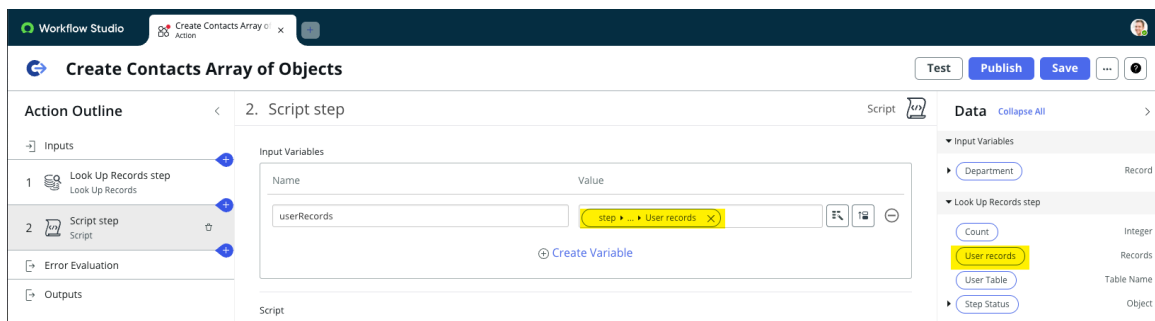 Workflow Studio
Create Contacts Array of
Action
Create Contacts Array of Objects
Test
Publish
Save
Action Outline
Inputs
1
Look Up Records step
Look Up Records
2
Script step
Script
Error Evaluation
Outputs
2. Script step
Script
Input Variables
Name
Value
userRecords
step ▸ ... ▸ User records
Create Variable
Script
Data
Collapse All
Input Variables
Department
Record
Look Up Records step
Count
Integer
User records
Records
User Table
Table Name
Step Status
Object